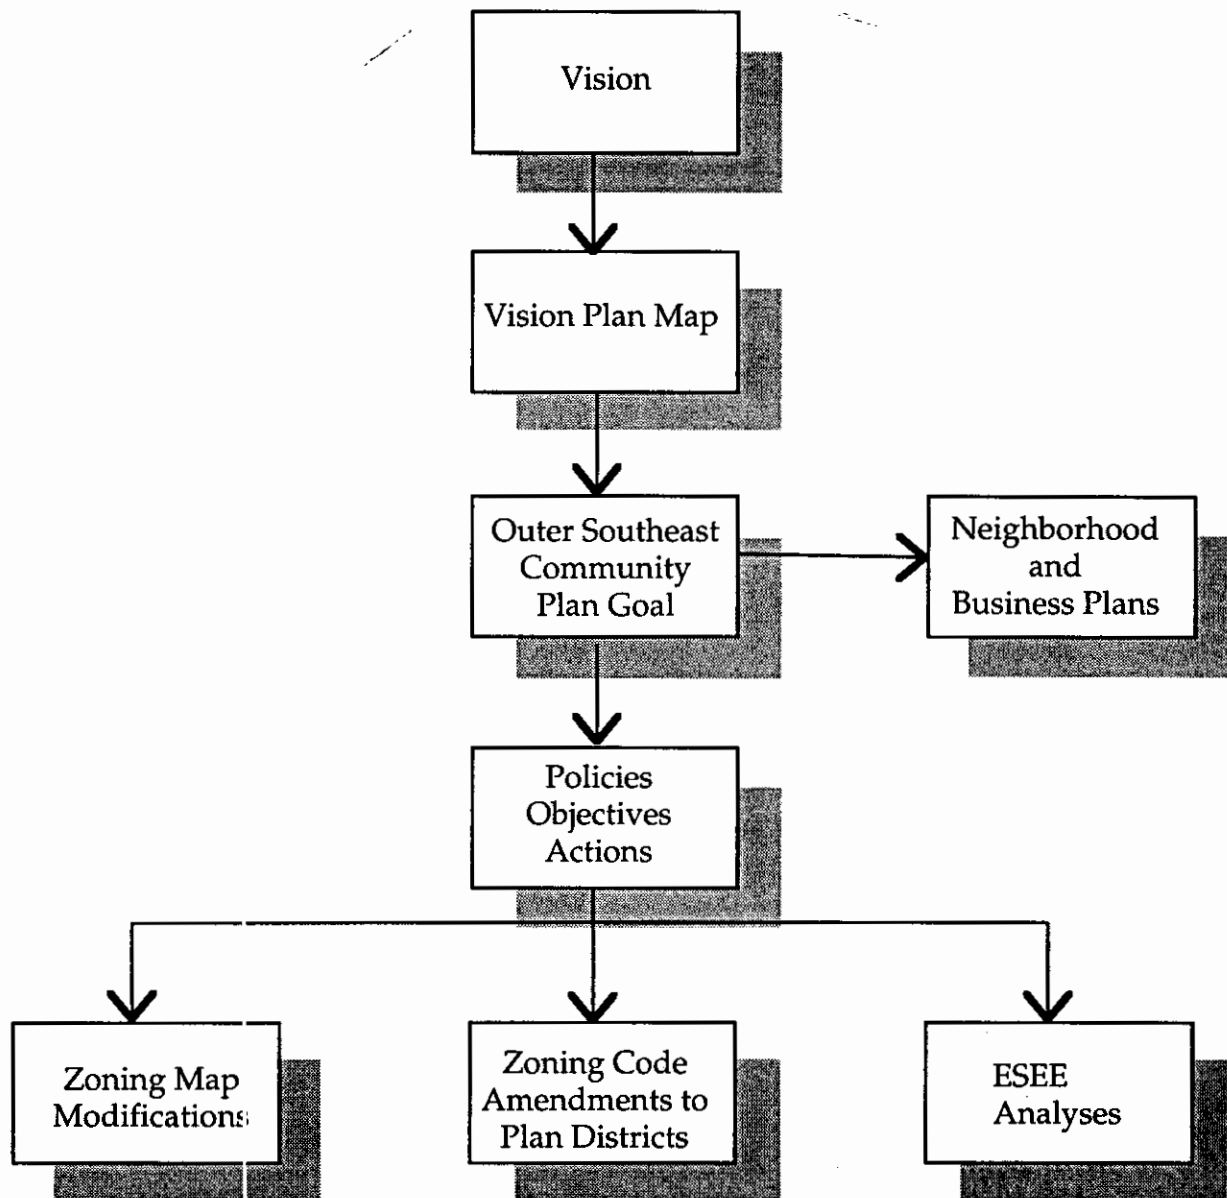 Vision
Vision Plan Map
Outer Southeast
Community
Plan Goal
Neighborhood
and
Business Plans
Policies
Objectives
Actions
Zoning Map
Modifications
Zoning Code
Amendments to
Plan Districts
ESEE
Analyses